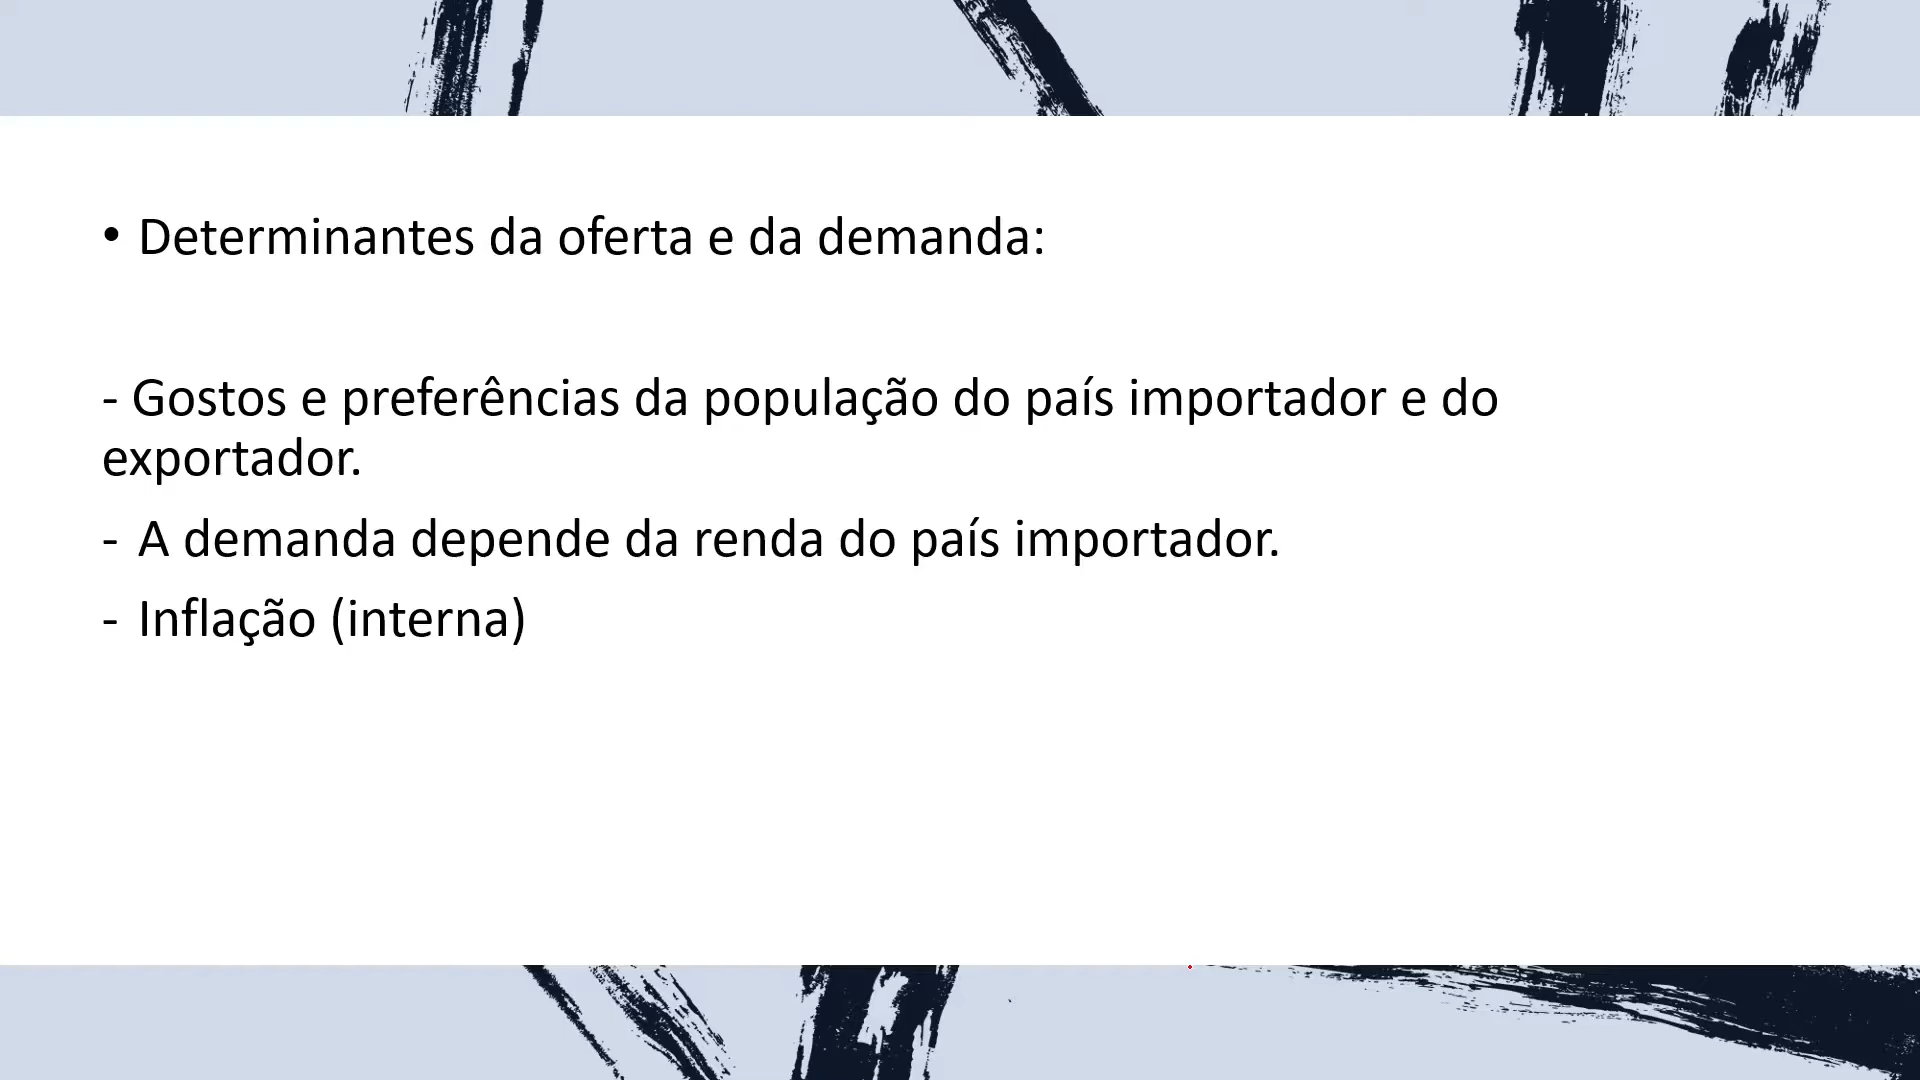 • Determinantes da oferta e da demanda:
- Gostos e preferências da população do país importador e do
exportador.
- A demanda depende da renda do país importador.
- Inflação (interna)